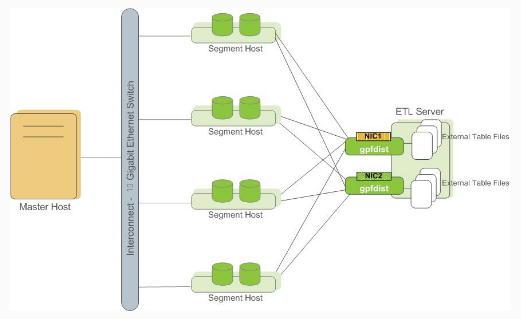 Segment Host
Segment Host
Segment Host
Segment Host
Master Host
Interconnect - 10 Gigabit Ethernet Switch
ETL Server
NIC1
gpfdist
External Table Files
NIC2
gpfdist
External Table Files